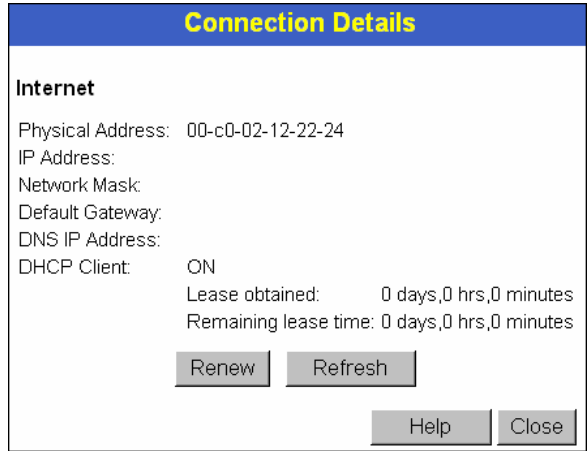 Connection Details
Internet
Physical Address: 00-c0-02-12-22-24
IP Address:
Network Mask:
Default Gateway:
DNS IP Address:
DHCP Client: ON
Lease obtained: 0 days,0 hrs,0 minutes
Remaining lease time: 0 days,0 hrs,0 minutes
Renew Refresh
Help Close